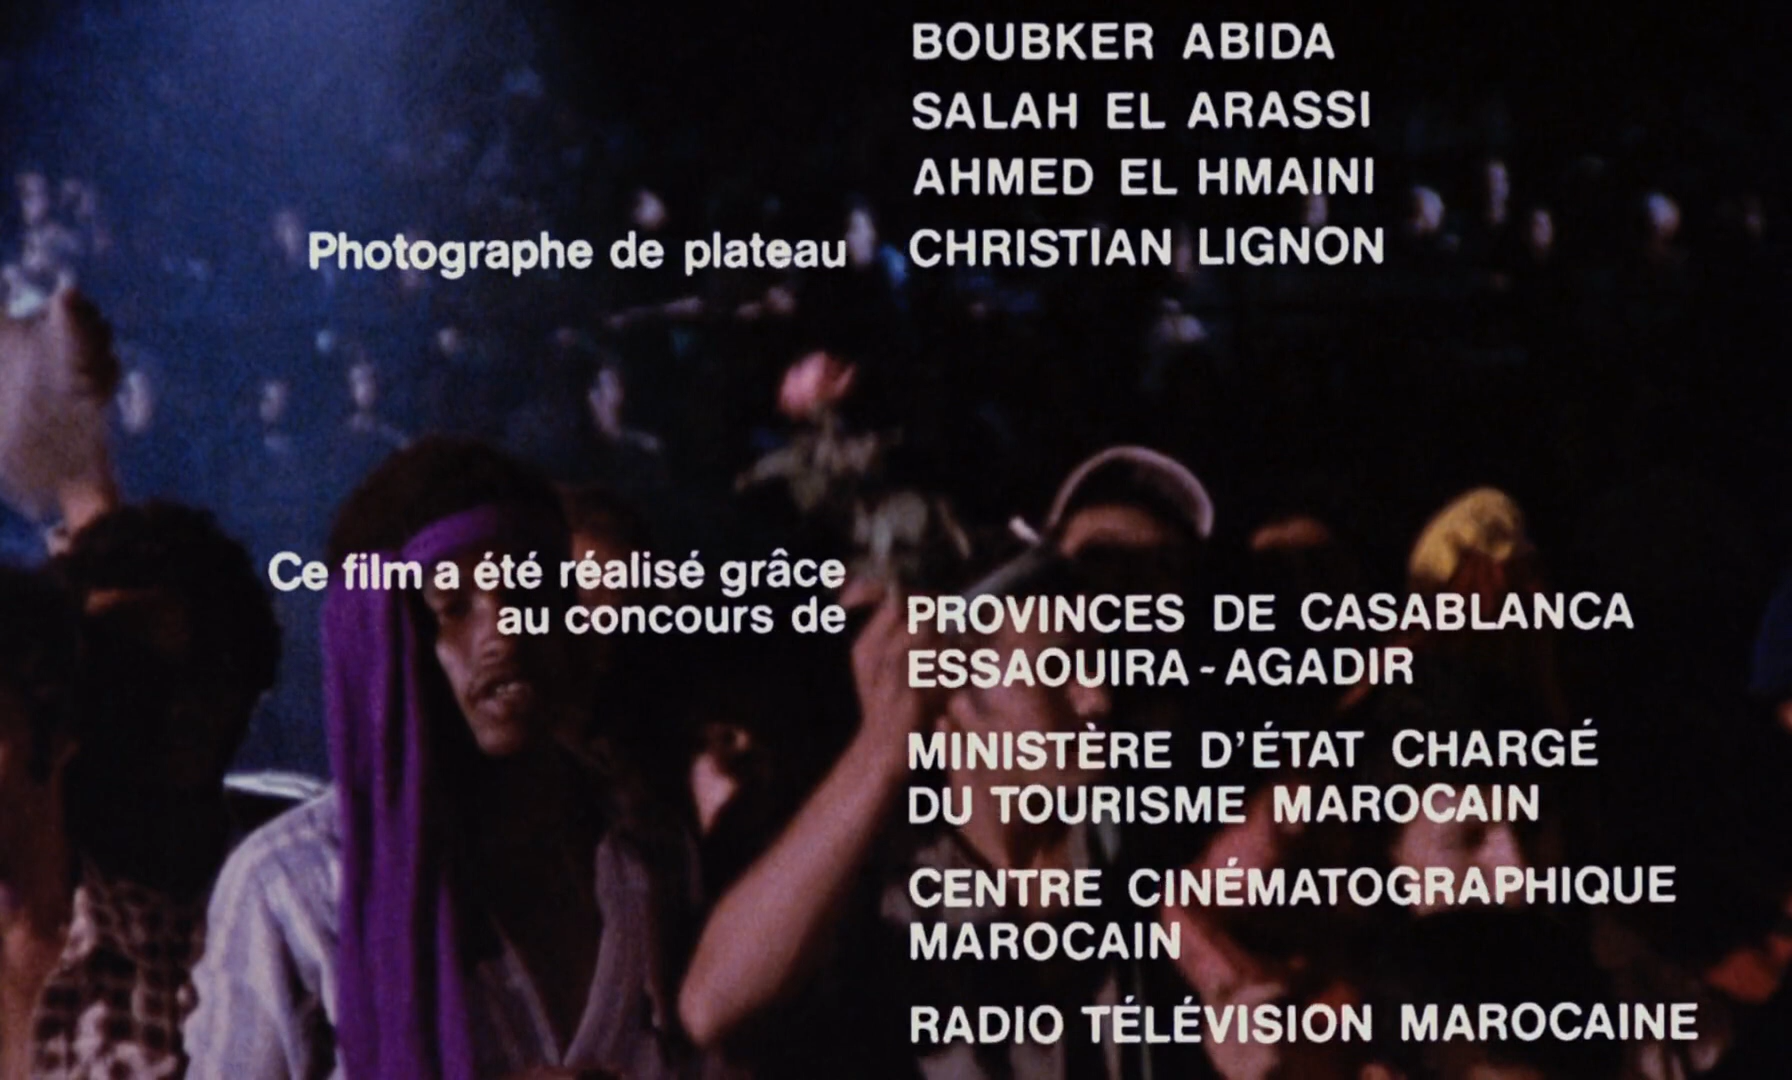 BOUBKER ABIDA
SALAH EL ARASSI
AHMED EL HMAINI
Photographe de plateau CHRISTIAN LIGNON
Ce film a été réalisé grâce
au concours de PROVINCES DE CASABLANCA
ESSAOUIRA - AGADIR
MINISTÈRE D'ÉTAT CHARGÉ
DU TOURISME MAROCAIN
CENTRE CINÉMATOGRAPHIQUE
MAROCAIN
RADIO TÉLÉVISION MAROCAINE